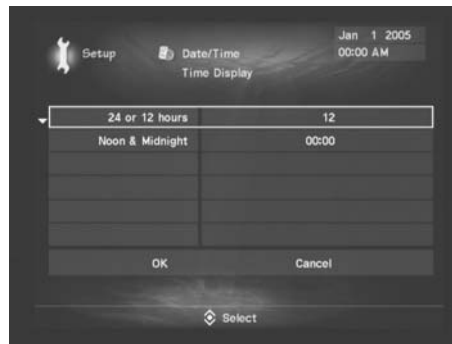 Jan 1 2005
Setup Date/Time 00:00 AM
Time Display
24 or 12 hours 12
Noon & Midnight 00:00
OK Cancel
Select